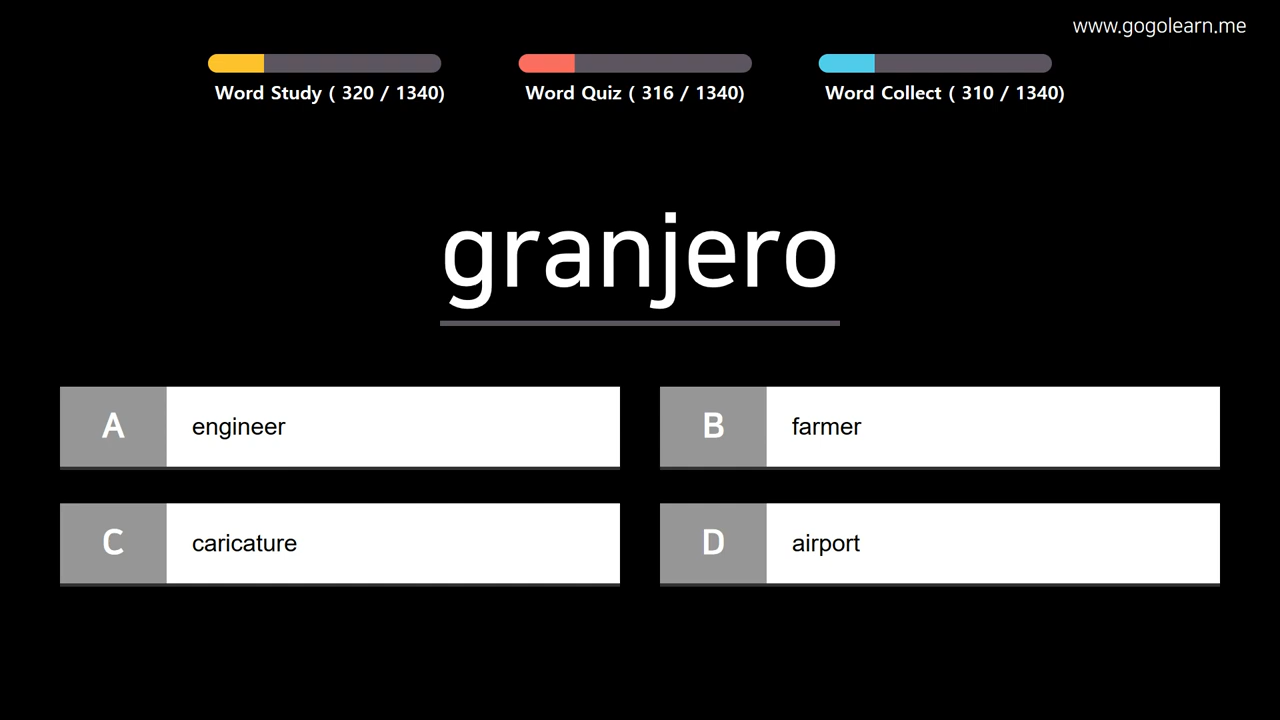 www.gogolearn.me
Word Study ( 320 / 1340)
Word Quiz ( 316 / 1340)
Word Collect ( 310 / 1340)
granjero
A engineer
B farmer
C caricature
D airport